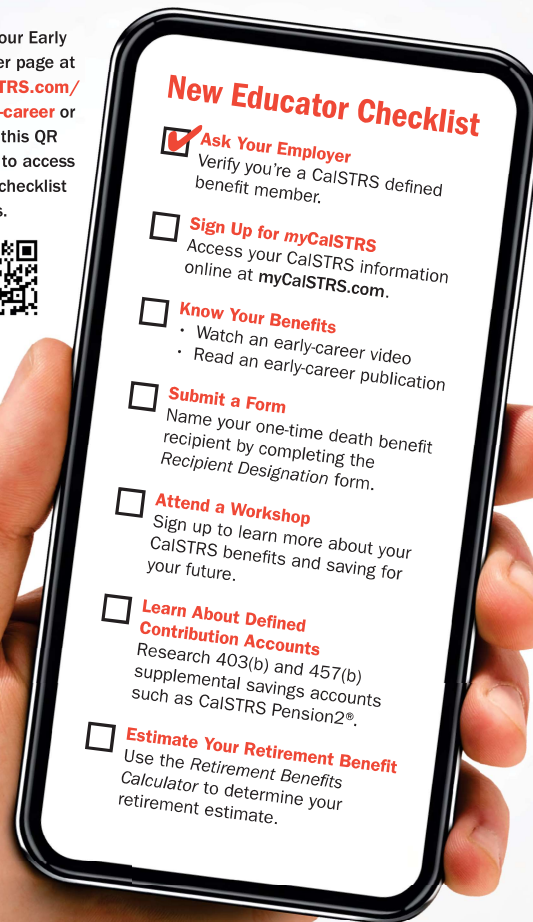 our Early
er page at
TRS.com/
-career or
this QR
to access
checklist
s.
New Educator Checklist
Ask Your Employer
Verify you're a CalSTRS defined
benefit member.
Sign Up for myCalSTRS
Access your CalSTRS information
online at myCalSTRS.com.
Know Your Benefits
• Watch an early-career video
• Read an early-career publication
Submit a Form
Name your one-time death benefit
recipient by completing the
Recipient Designation form.
Attend a Workshop
Sign up to learn more about your
CalSTRS benefits and saving for
your future.
Learn About Defined
Contribution Accounts
Research 403(b) and 457(b)
supplemental savings accounts
such as CalSTRS Pension2®.
Estimate Your Retirement Benefit
Use the Retirement Benefits
Calculator to determine your
retirement estimate.